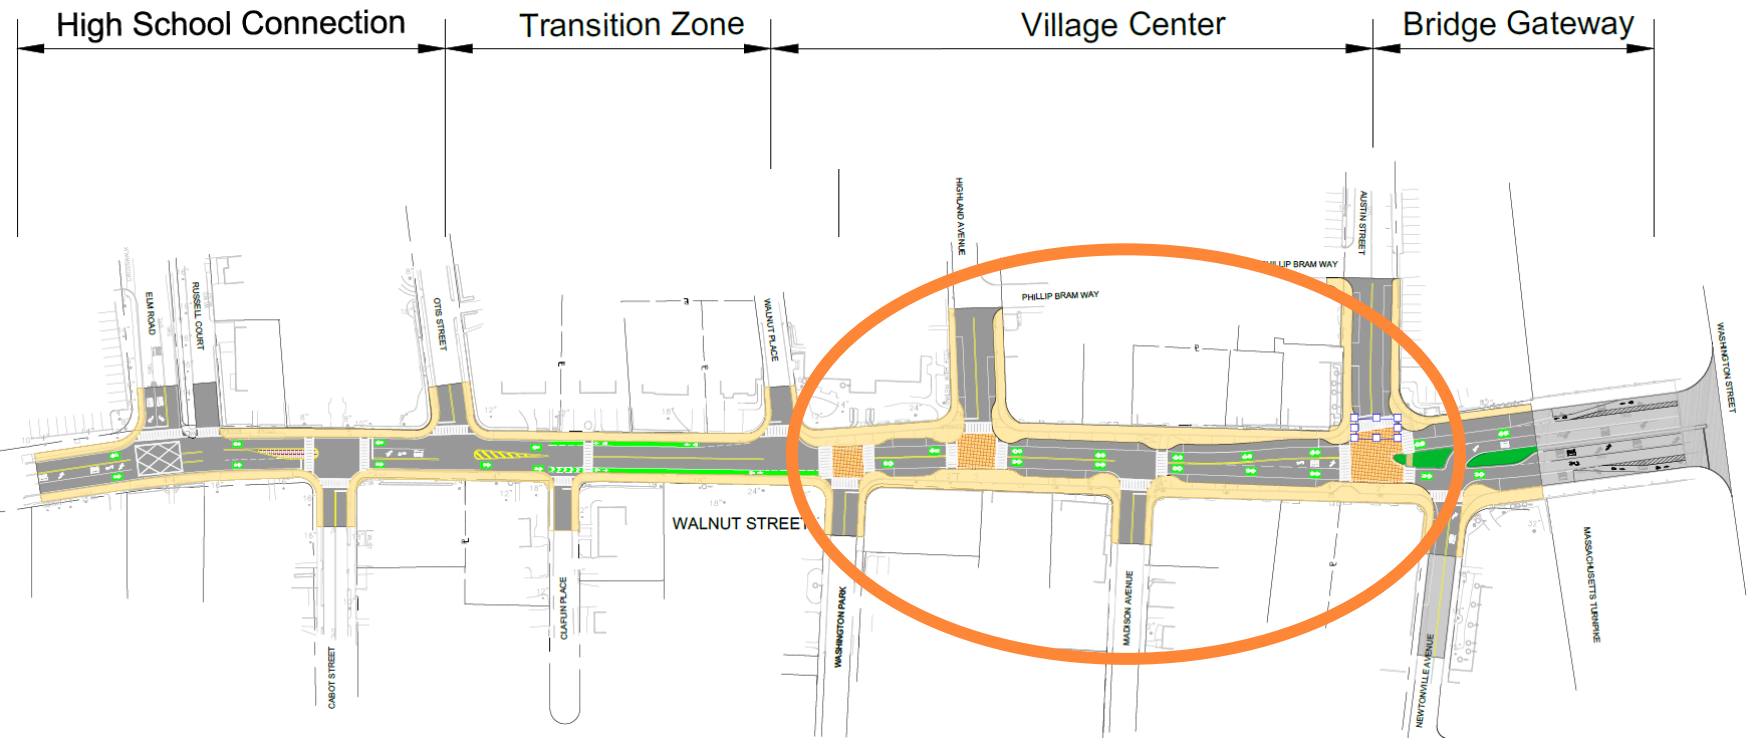 High School Connection
Transition Zone
Village Center
Bridge Gateway
HIGHLAND AVENUE
AUSTIN STREET
PHILLIP BRAM WAY
PHILLIP BRAM WAY
ELM ROAD
RUSSELL COURT
OTIS STREET
WALNUT PLACE
WASHINGTON STREET
WALNUT STREET
CABOT STREET
CLAFLIN PLACE
WASHINGTON PARK
MADISON AVENUE
NEWTONVILLE AVENUE
MASSACHUSETTS TURNPIKE